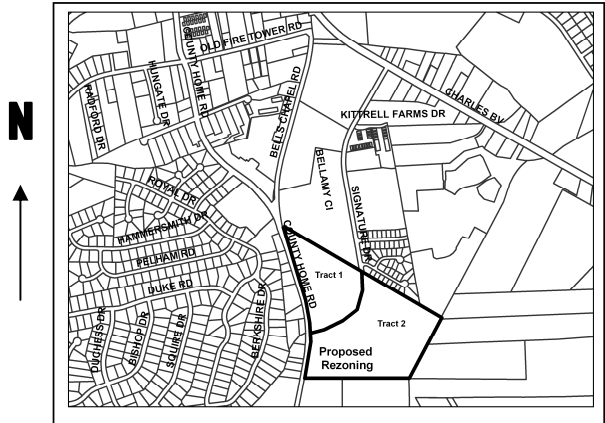 OLD FIRE TOWER RD
COUNTY HOME RD
HUNGATE DR
RADFORD DR
BELL'S CHAPEL RD
CHARLES BV
KITTRELL FARMS DR
N
BELLAMY CI
SIGNATURE DR
ROYAL DR
HAMMERSMITH DR
PELHAM RD
DUKE RD
COUNTY HOME RD
Tract 1
Tract 2
BERKSHIRE DR
DUCHESS DR
BISHOP DR
SQUIRE DR
Proposed
Rezoning